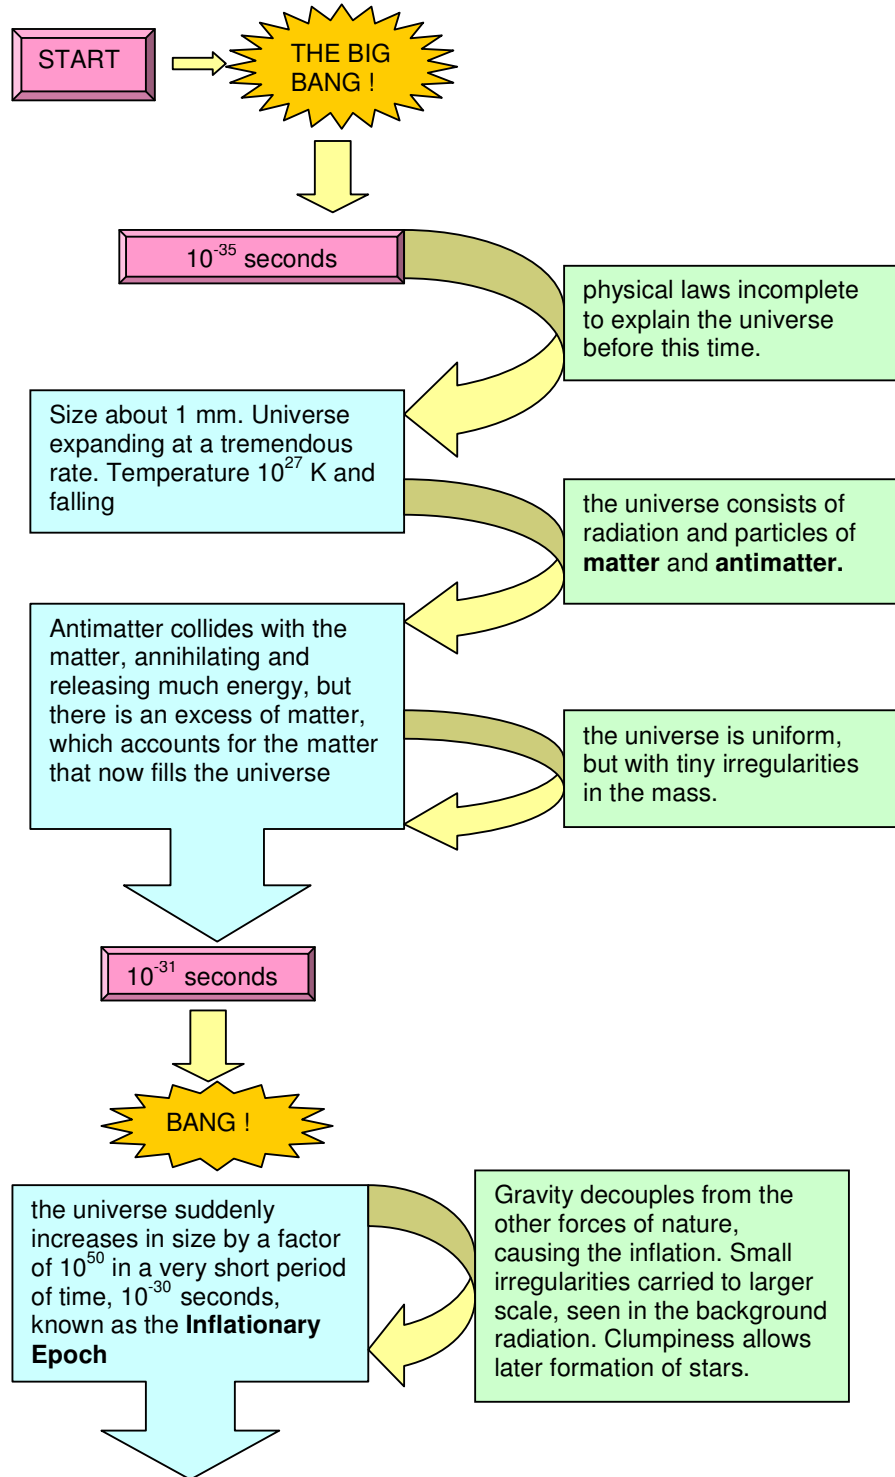 START
THE BIG
BANG !
10⁻³⁵ seconds
physical laws incomplete
to explain the universe
before this time.
Size about 1 mm. Universe
expanding at a tremendous
rate. Temperature 10²⁷ K and
falling
the universe consists of
radiation and particles of
matter and antimatter.
Antimatter collides with the
matter, annihilating and
releasing much energy, but
there is an excess of matter,
which accounts for the matter
that now fills the universe
the universe is uniform,
but with tiny irregularities
in the mass.
10⁻³¹ seconds
BANG !
the universe suddenly
increases in size by a factor
of 10⁵⁰ in a very short period
of time, 10⁻³⁰ seconds,
known as the Inflationary
Epoch
Gravity decouples from the
other forces of nature,
causing the inflation. Small
irregularities carried to larger
scale, seen in the background
radiation. Clumpiness allows
later formation of stars.